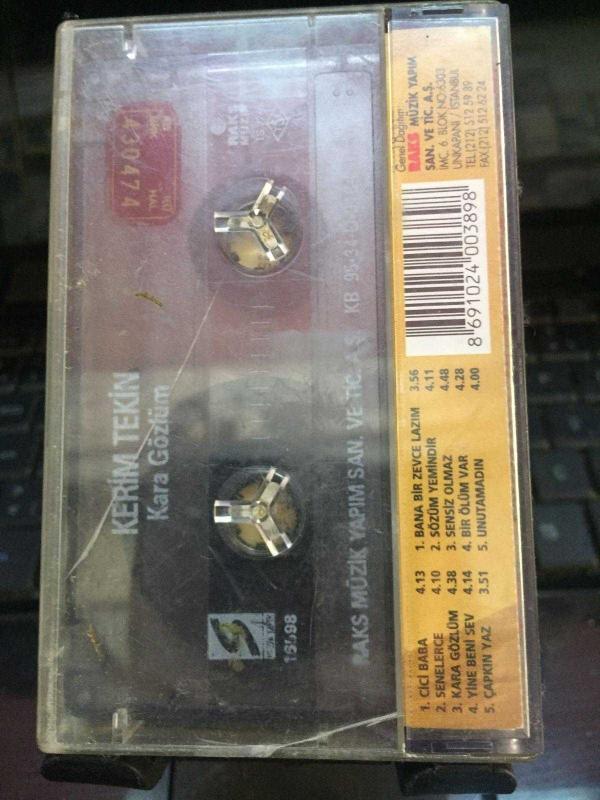 KERİM TEKİN
Kara Gözlüm
430474
RAKS
MÜZİK
16098
RAKS MÜZİK YAPIM SAN. VE TİC. A.Ş.
1. CİCİ BABA 4.13
2. SENELERCE 4.10
3. KARA GÖZLÜM 4.38
4. YİNE BENİ SEV 4.14
5. ÇAPKIN YAZ 3.51
1. BANA BİR ZEVCE LAZIM 3.56
2. SÖZÜM YEMİNDİR 4.11
3. SENSİZ OLMAZ 4.48
4. BİR ÖLÜM VAR 4.28
5. UNUTAMADIN 4.00
8 691024 003898
Genel Dağıtım
RAKS MÜZİK YAPIM
SAN. VE TİC. A.Ş.
İMC. 6. BLOK NO:6303
UNKAPANI / İSTANBUL
TEL:(212) 512 59 89
FAX:(212) 512 62 24